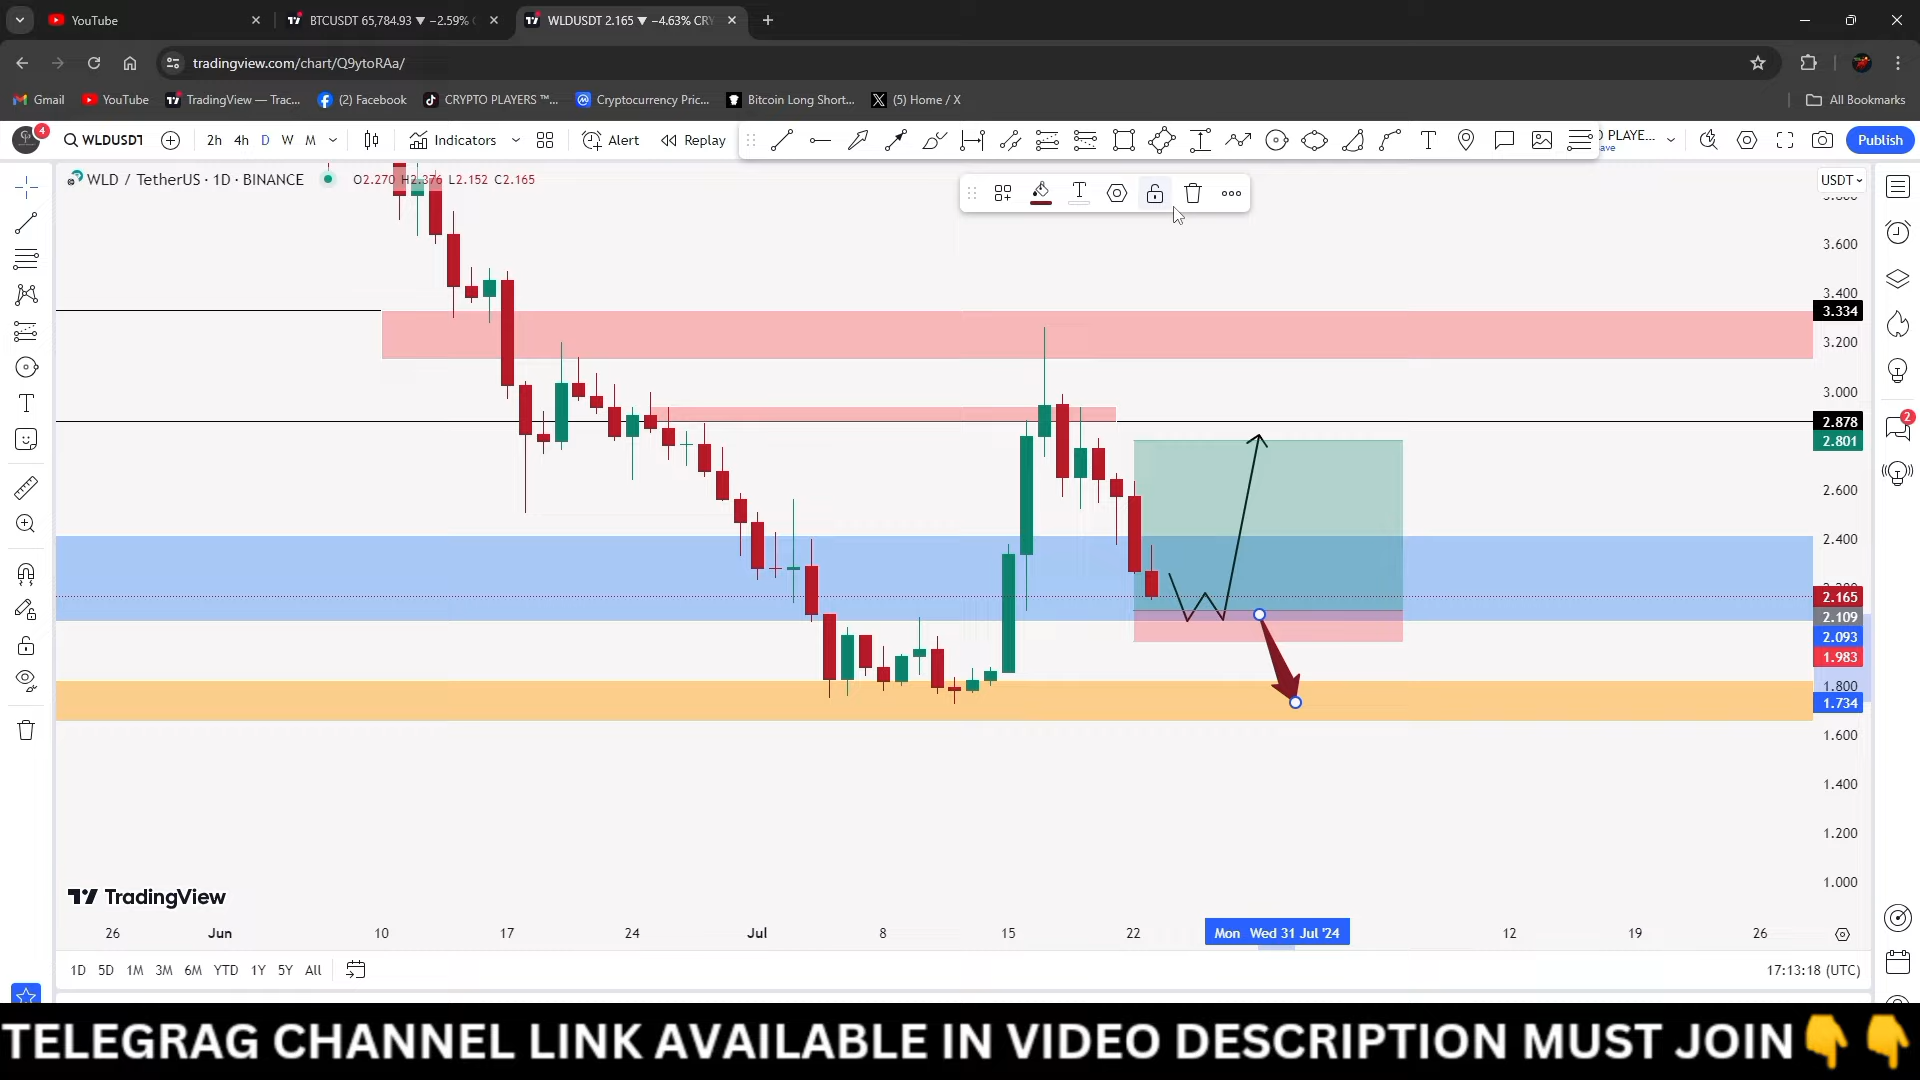 YouTube
BTCUSDT 65,784.93 ▼ −2.59%
WLDUSDT 2.165 ▼ −4.63% CRY
tradingview.com/chart/Q9ytoRAa/
Gmail YouTube TradingView — Trac... (2) Facebook CRYPTO PLAYERS ™... Cryptocurrency Pric... Bitcoin Long Short... (5) Home / X All Bookmarks
4
WLDUSDT 2h 4h D W M Indicators Alert Replay PLAYE... Publish
ave
WLD / TetherUS · 1D · BINANCE O2.270 H2.376 L2.152 C2.165
USDT
3.600
3.400
3.334
3.200
3.000
2.878
2.801
2.600
2.400
2.165
2.109
2.093
1.983
1.800
1.734
1.600
1.400
1.200
1.000
2
TradingView
26 Jun 10 17 24 Jul 8 15 22 Mon Wed 31 Jul '24 12 19 26
1D 5D 1M 3M 6M YTD 1Y 5Y All 17:13:18 (UTC)
TELEGRAG CHANNEL LINK AVAILABLE IN VIDEO DESCRIPTION MUST JOIN👇👇